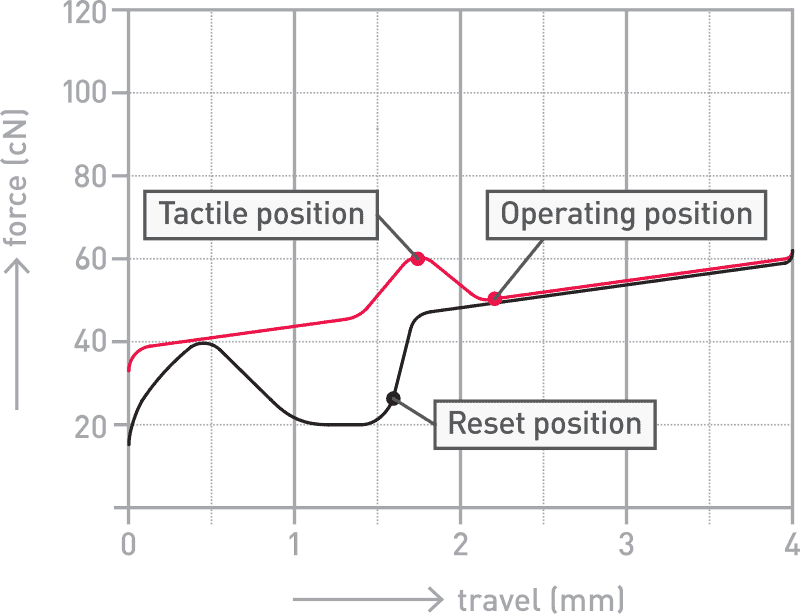 120
100
80
60
40
20
force (cN)
Tactile position
Operating position
Reset position
0 1 2 3 4
travel (mm)